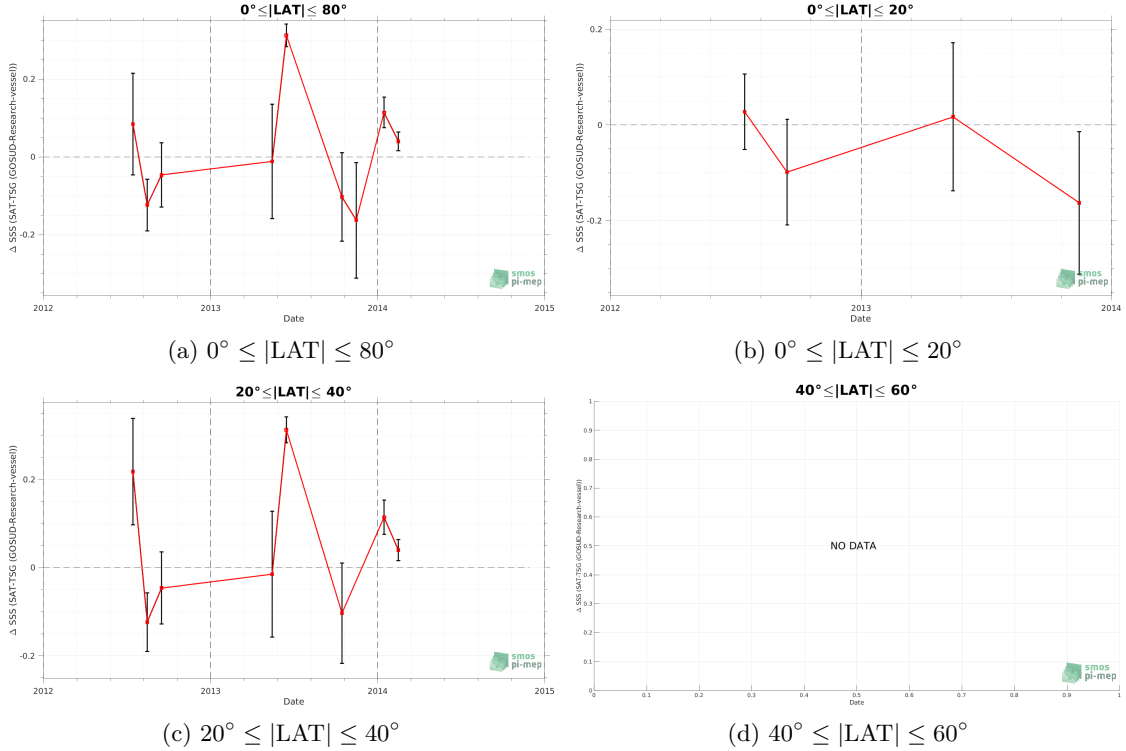 0°≤|LAT|≤ 80°
Δ SSS (SAT-TSG (GOSUD-Research-vessel))
0.2
0
-0.2
2012
2013
2014
2015
Date
smos
pi-mep
(a) 0° ≤ |LAT| ≤ 80°
0°≤|LAT|≤ 20°
Δ SSS (SAT-TSG (GOSUD-Research-vessel))
0.2
0
-0.2
2012
2013
2014
Date
smos
pi-mep
(b) 0° ≤ |LAT| ≤ 20°
20°≤|LAT|≤ 40°
Δ SSS (SAT-TSG (GOSUD-Research-vessel))
0.2
0
-0.2
2012
2013
2014
2015
Date
smos
pi-mep
(c) 20° ≤ |LAT| ≤ 40°
40°≤|LAT|≤ 60°
Δ SSS (SAT-TSG (GOSUD-Research-vessel))
1
0.9
0.8
0.7
0.6
0.5
0.4
0.3
0.2
0.1
0
NO DATA
0
0.1
0.2
0.3
0.4
0.5
0.6
0.7
0.8
0.9
1
Date
smos
pi-mep
(d) 40° ≤ |LAT| ≤ 60°